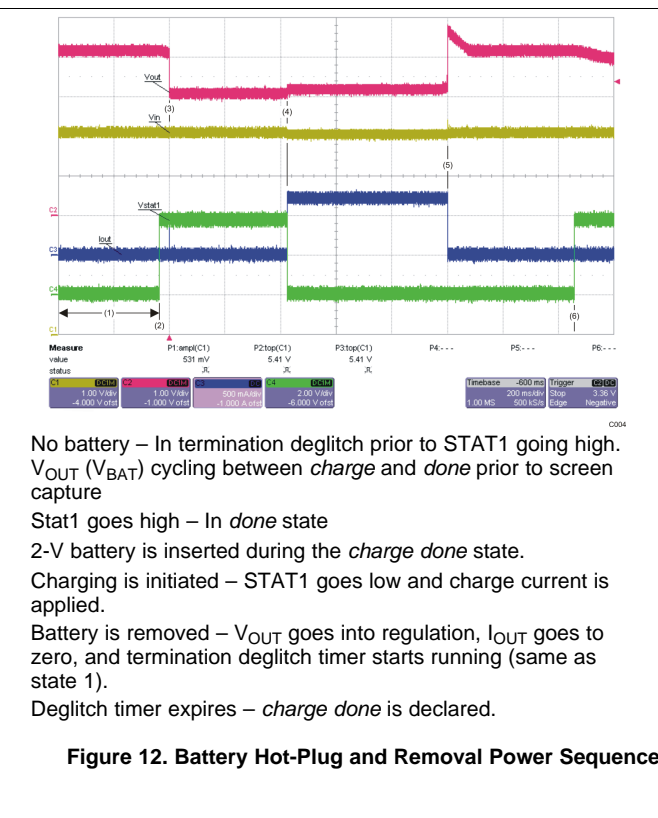 Vout
(3)
(4)
Vin
(5)
C2
Vstat1
Iout
C3
C4
(1)
(2)
(6)
C1
Measure P1:ampl(C1) P2:top(C1) P3:top(C1) P4:- - - P5:- - - P6:- - -
value 531 mV 5.41 V 5.41 V
status
C1 DC1M C2 DC1M DC C4 DC1M Timebase -600 ms Trigger C2 DC
1.00 V/div 1.00 V/div 500 mA/div 2.00 V/div 200 ms/div Stop 3.36 V
-4.000 V ofst -1.000 V ofst -1.000 A ofst -6.000 V ofst 1.00 MS 500 kS/s Edge Negative
C004
No battery – In termination deglitch prior to STAT1 going high.
VOUT (VBAT) cycling between charge and done prior to screen
capture
Stat1 goes high – In done state
2-V battery is inserted during the charge done state.
Charging is initiated – STAT1 goes low and charge current is
applied.
Battery is removed – VOUT goes into regulation, IOUT goes to
zero, and termination deglitch timer starts running (same as
state 1).
Deglitch timer expires – charge done is declared.
Figure 12. Battery Hot-Plug and Removal Power Sequence